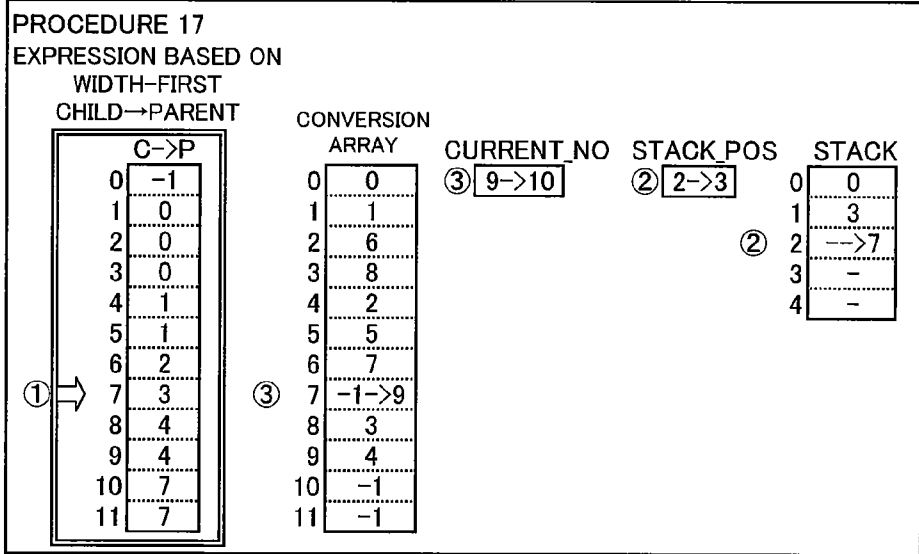 PROCEDURE 17
EXPRESSION BASED ON
WIDTH-FIRST
CHILD→PARENT
CONVERSION
ARRAY
CURRENT_NO
STACK_POS
STACK
C->P
0 -1
1 0
2 0
3 0
4 1
5 1
6 2
① 7 3
8 4
9 4
10 7
11 7
0 0
1 1
2 6
3 8
4 2
5 5
6 7
③ 7 -1->9
8 3
9 4
10 -1
11 -1
③ 9->10
② 2->3
0 0
1 3
② 2 -->7
3 -
4 -